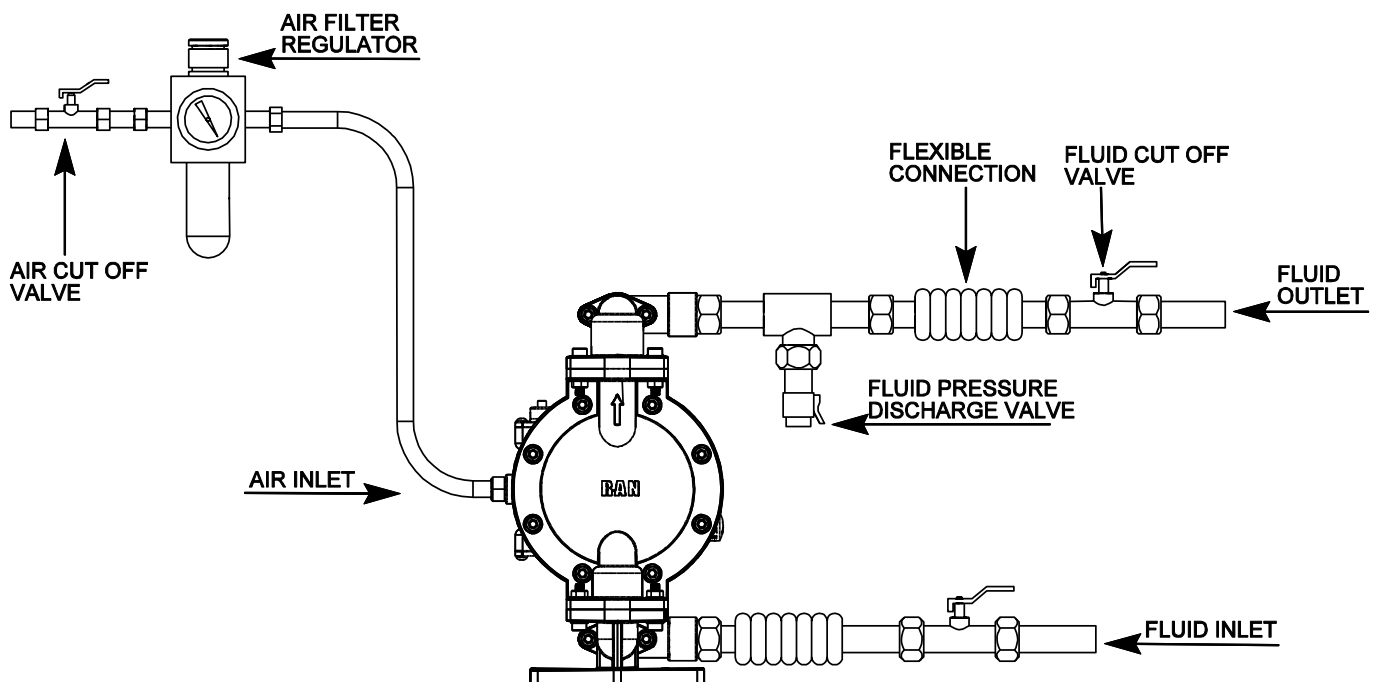 AIR FILTER
REGULATOR
FLEXIBLE
CONNECTION
FLUID CUT OFF
VALVE
AIR CUT OFF
VALVE
FLUID
OUTLET
FLUID PRESSURE
DISCHARGE VALVE
AIR INLET
RAN
FLUID INLET